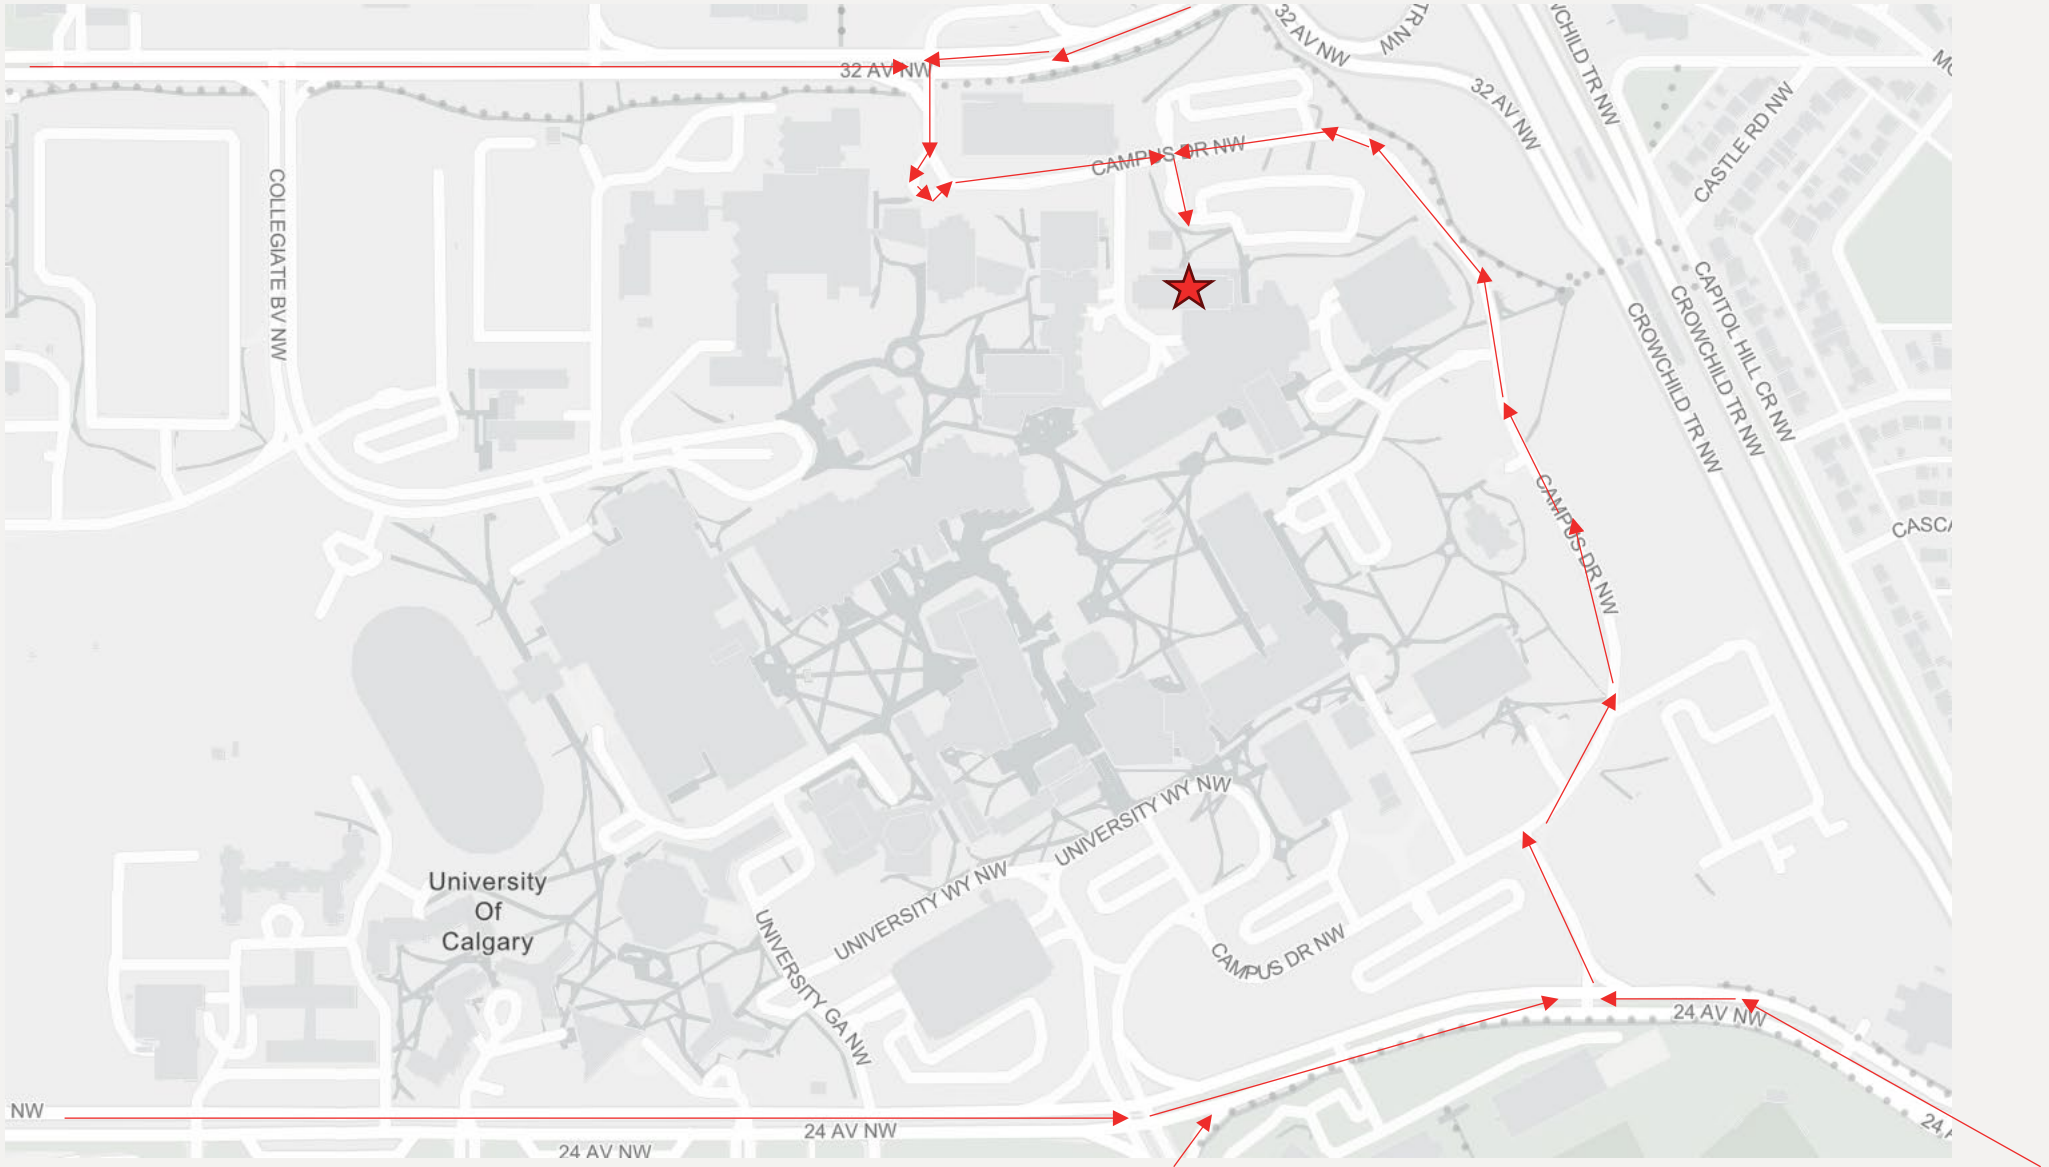 32 AV NW
TR NW
32 AV NW
32 AV NW
CROWCHILD TR NW
CASTLE RD NW
CAMPUS DR NW
COLLEGIATE BV NW
CAPITOL HILL CR NW
CROWCHILD TR NW
CROWCHILD TR NW
CAMPUS DR NW
UNIVERSITY WY NW
University
Of
Calgary
UNIVERSITY WY NW
UNIVERSITY GA NW
CAMPUS DR NW
24 AV NW
NW
24 AV NW
24 AV NW